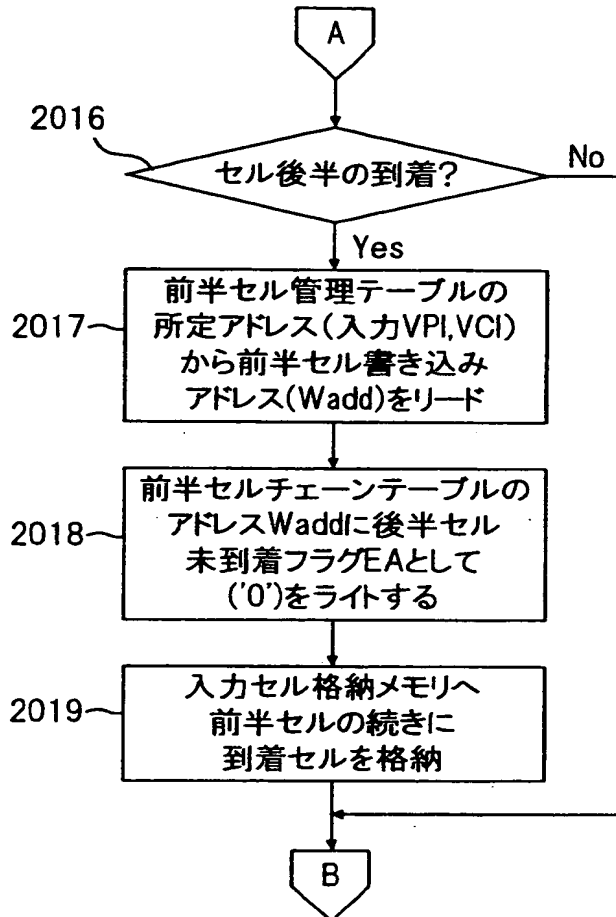 A
2016
セル後半の到着?
No
Yes
2017
前半セル管理テーブルの
所定アドレス(入力VPI,VCI)
から前半セル書き込み
アドレス(Wadd)をリード
2018
前半セルチェーンテーブルの
アドレスWaddに後半セル
未到着フラグEAとして
('0')をライトする
2019
入力セル格納メモリへ
前半セルの続きに
到着セルを格納
B